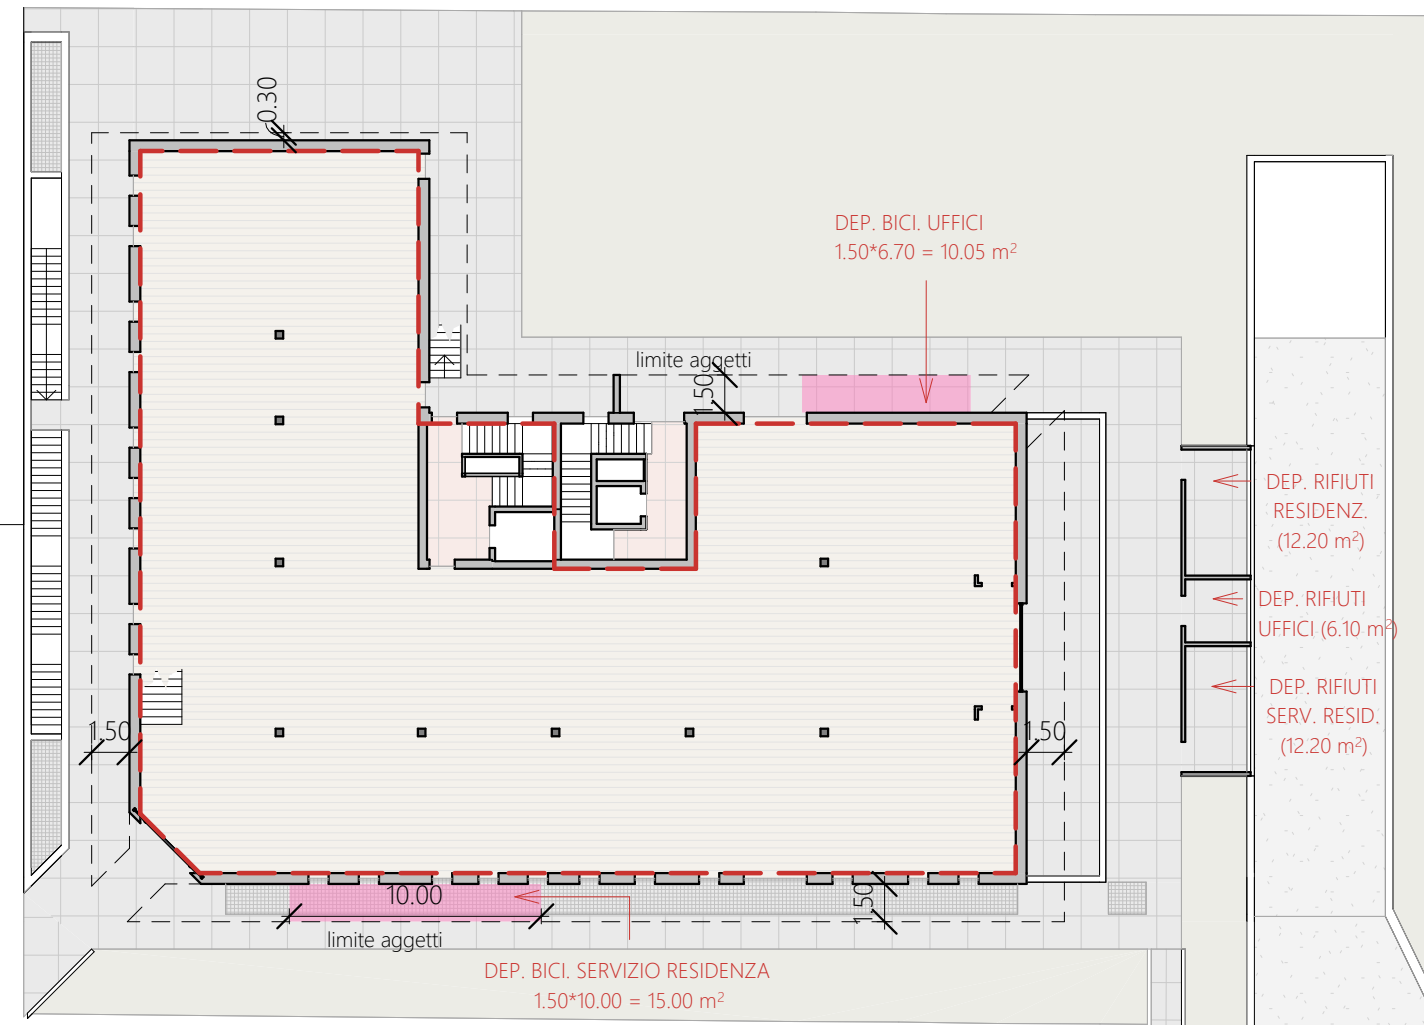 0.30
DEP. BICI. UFFICI
1.50*6.70 = 10.05 m²
limite aggetti
1.50
DEP. RIFIUTI
RESIDENZ.
(12.20 m²)
DEP. RIFIUTI
UFFICI (6.10 m²)
DEP. RIFIUTI
SERV. RESID.
(12.20 m²)
1.50
1.50
10.00
1.50
limite aggetti
DEP. BICI. SERVIZIO RESIDENZA
1.50*10.00 = 15.00 m²